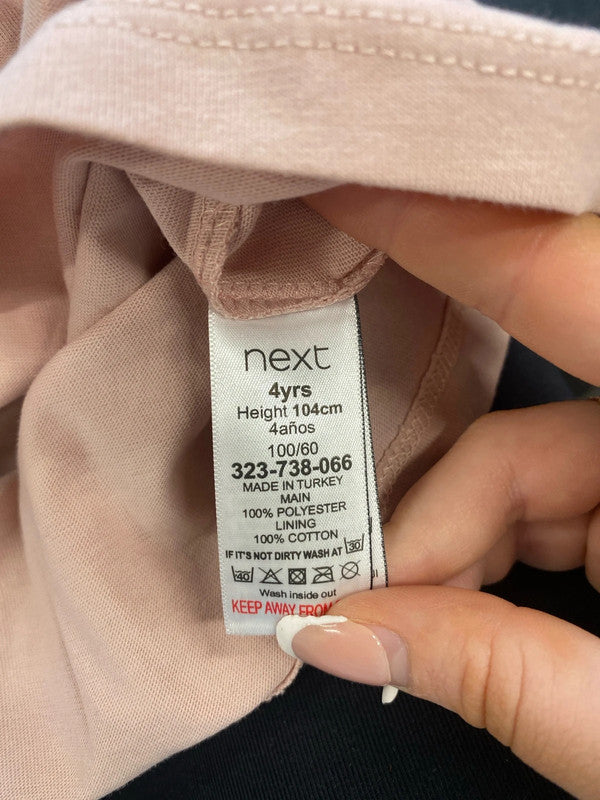 next
4yrs
Height 104cm
4años
100/60
323-738-066
MADE IN TURKEY
MAIN
100% POLYESTER
LINING
100% COTTON
IF IT'S NOT DIRTY WASH AT 30
40
Wash inside out
KEEP AWAY FROM